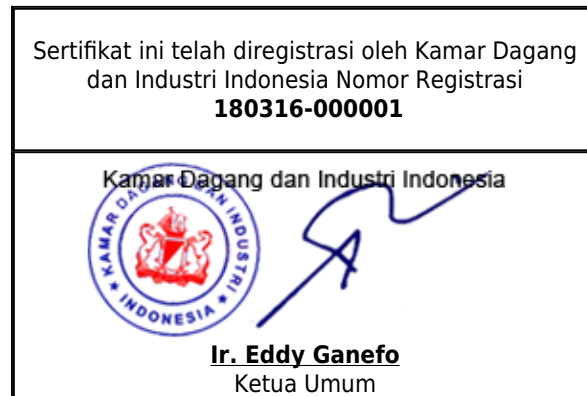 Sertifikat ini telah diregistrasi oleh Kamar Dagang
dan Industri Indonesia Nomor Registrasi
180316-000001
Kamar Dagang dan Industri Indonesia
KAMAR DAGANG DAN INDUSTRI
* INDONESIA *
Ir. Eddy Ganefo
Ketua Umum